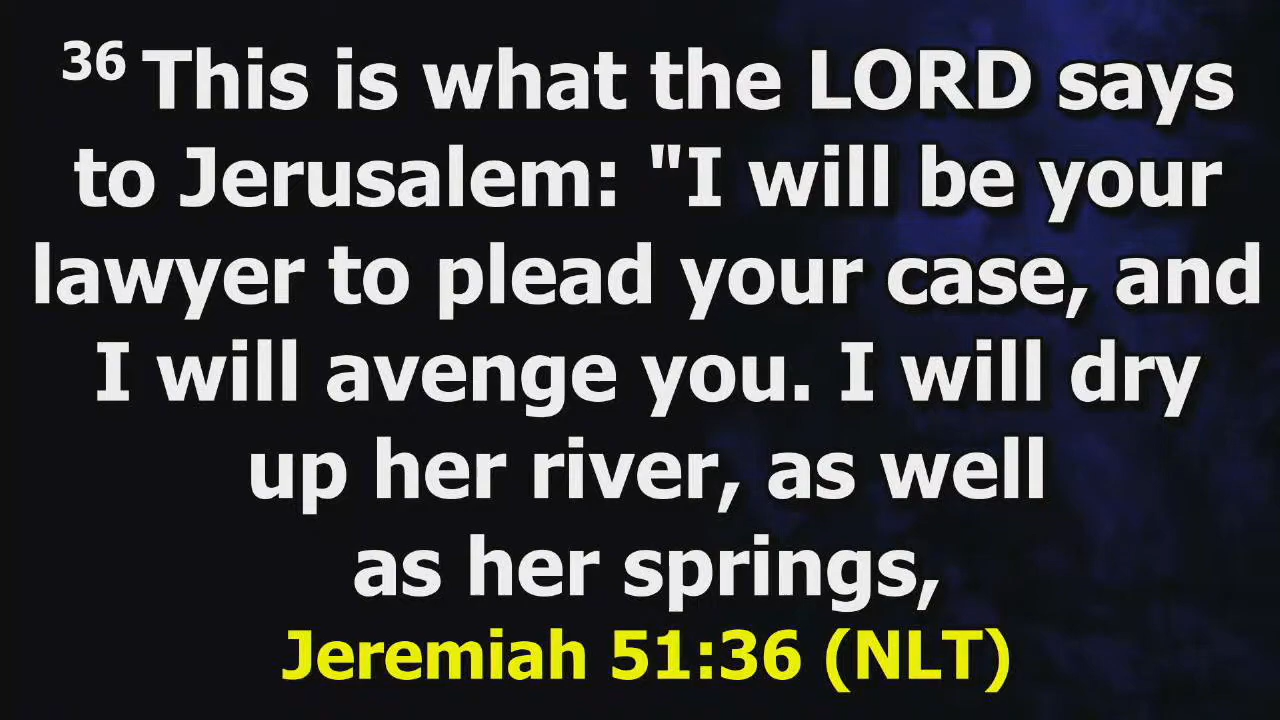 36 This is what the LORD says
to Jerusalem: "I will be your
lawyer to plead your case, and
I will avenge you. I will dry
up her river, as well
as her springs,
Jeremiah 51:36 (NLT)